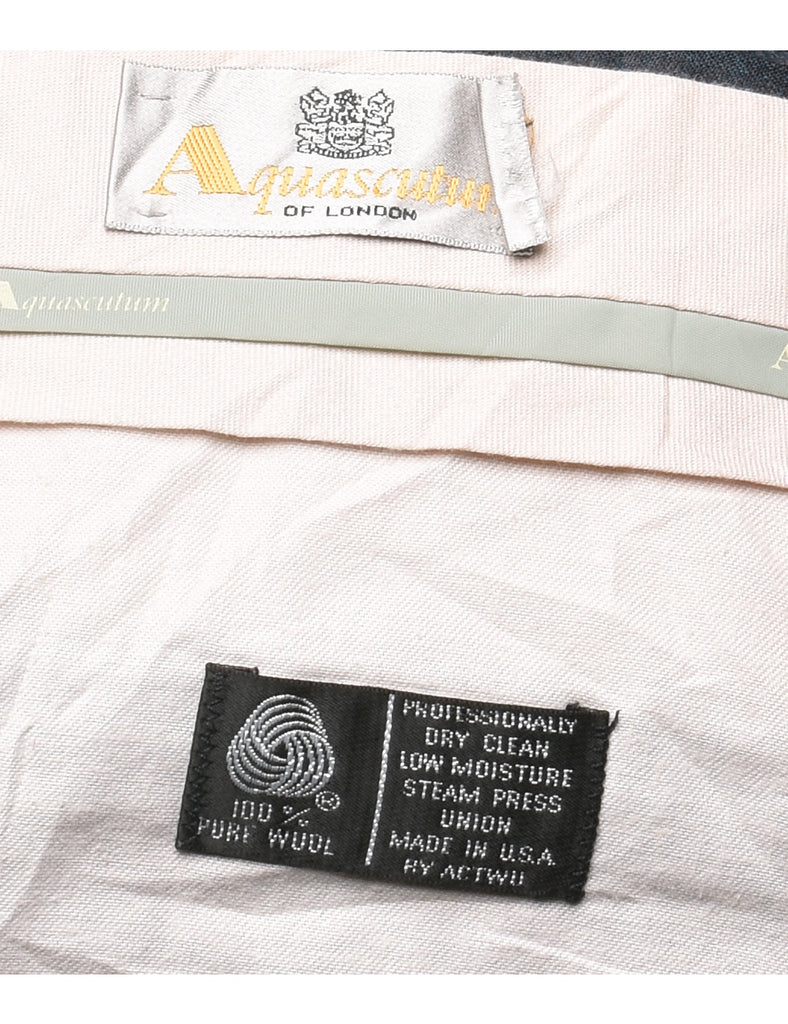 Aquascutum
OF LONDON
Aquascutum
A
100%®
PURE WOOL
PROFESSIONALLY
DRY CLEAN
LOW MOISTURE
STEAM PRESS
UNION
MADE IN U.S.A.
BY ACTWU